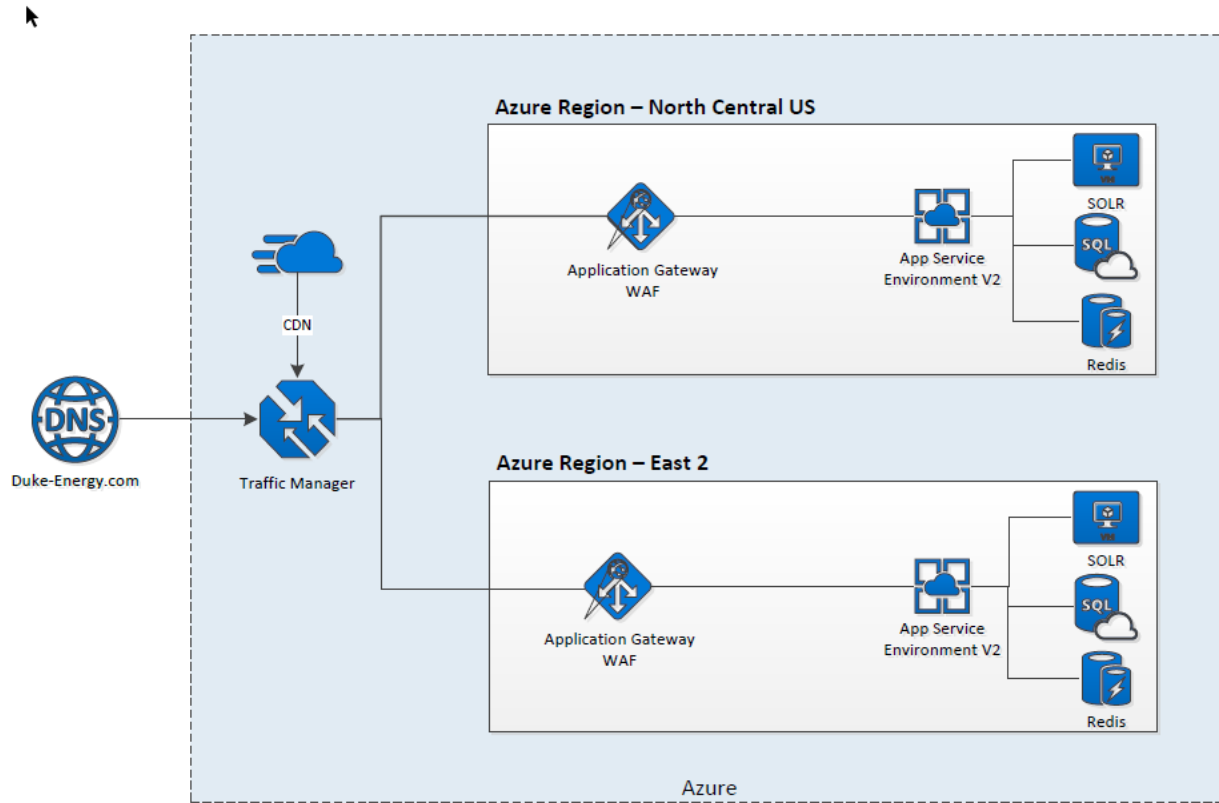 Azure Region – North Central US
SOLR
SQL
Application Gateway
WAF
App Service
Environment V2
Redis
CDN
DNS
Duke-Energy.com
Traffic Manager
Azure Region – East 2
SOLR
SQL
Application Gateway
WAF
App Service
Environment V2
Redis
Azure